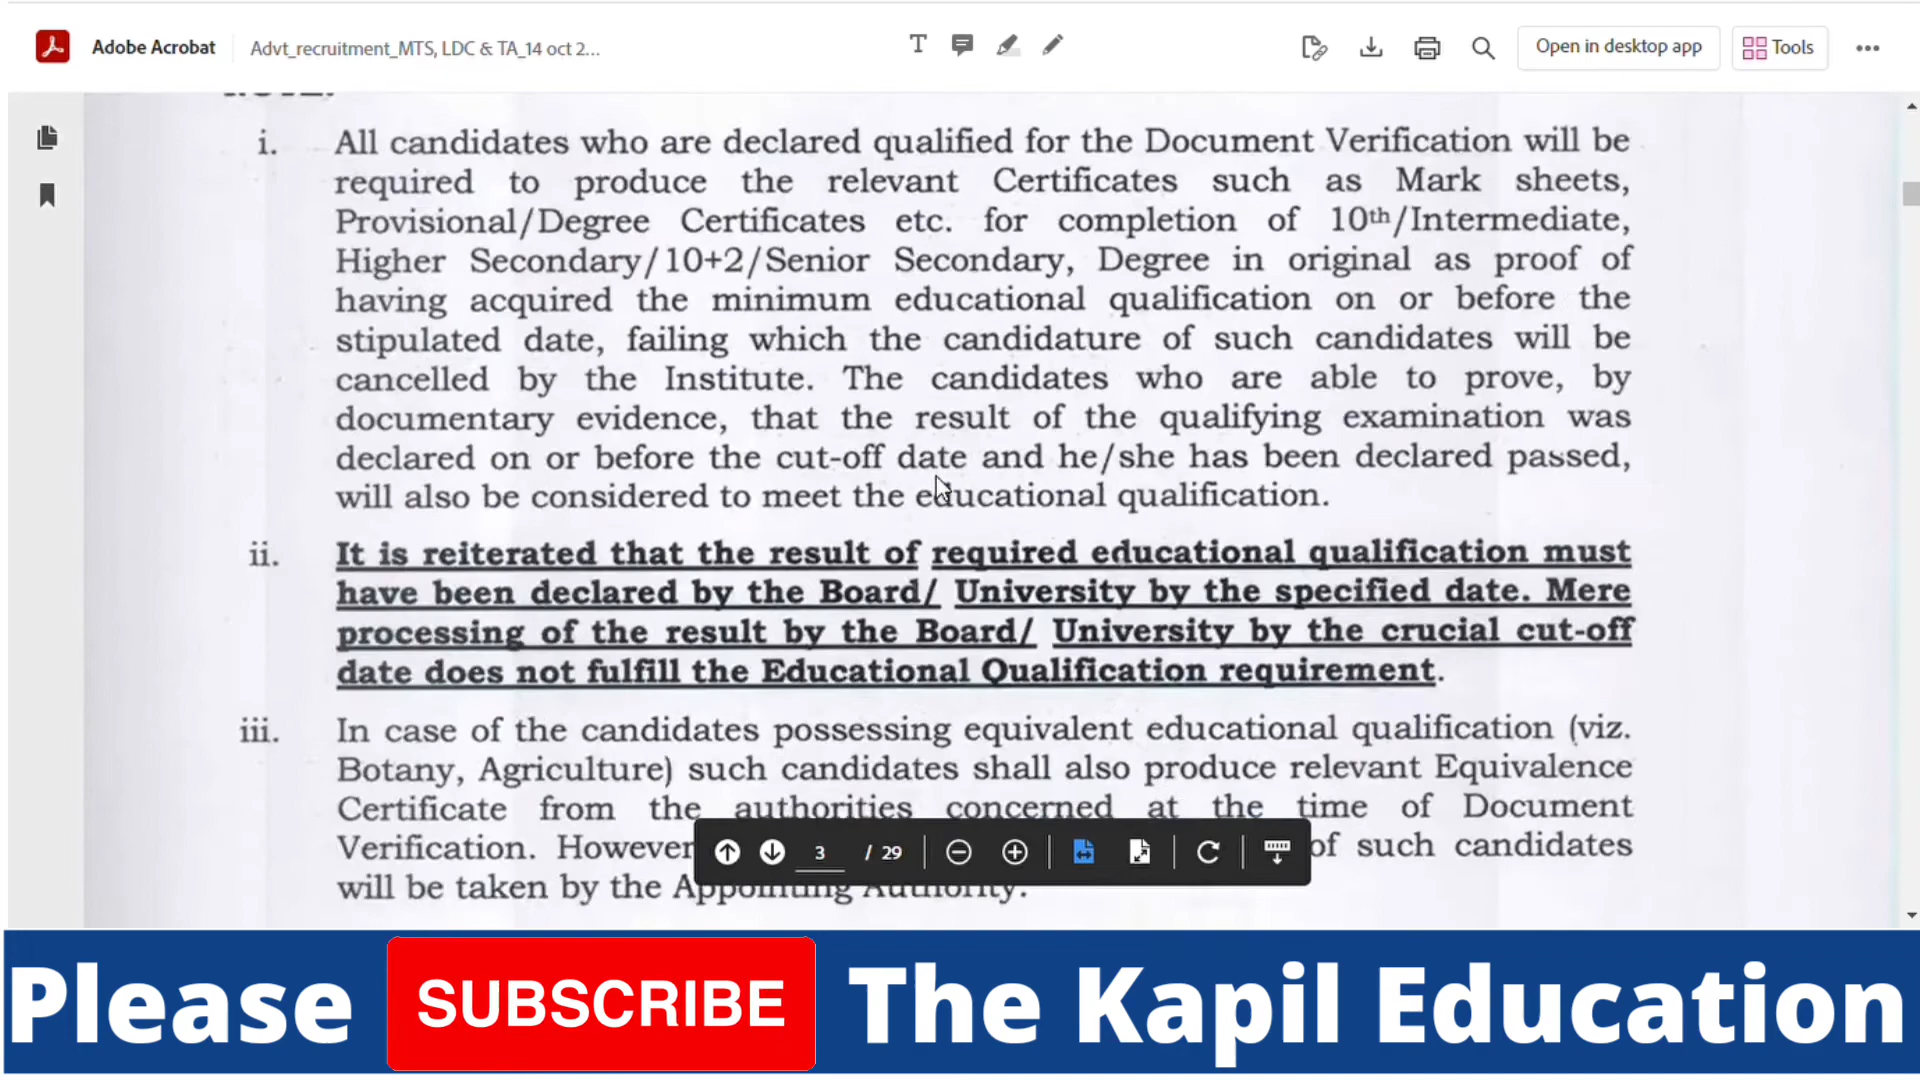 Adobe Acrobat
Advt_recruitment_MTS, LDC & TA_14 oct 2...
Open in desktop app
Tools
NOTE:
i. All candidates who are declared qualified for the Document Verification will be
required to produce the relevant Certificates such as Mark sheets,
Provisional/Degree Certificates etc. for completion of 10th/Intermediate,
Higher Secondary/10+2/Senior Secondary, Degree in original as proof of
having acquired the minimum educational qualification on or before the
stipulated date, failing which the candidature of such candidates will be
cancelled by the Institute. The candidates who are able to prove, by
documentary evidence, that the result of the qualifying examination was
declared on or before the cut-off date and he/she has been declared passed,
will also be considered to meet the educational qualification.
ii. It is reiterated that the result of required educational qualification must
have been declared by the Board/ University by the specified date. Mere
processing of the result by the Board/ University by the crucial cut-off
date does not fulfill the Educational Qualification requirement.
iii. In case of the candidates possessing equivalent educational qualification (viz.
Botany, Agriculture) such candidates shall also produce relevant Equivalence
Certificate from the authorities concerned at the time of Document
Verification. However of such candidates
will be taken by the Appointing Authority.
3 / 29
Please SUBSCRIBE The Kapil Education